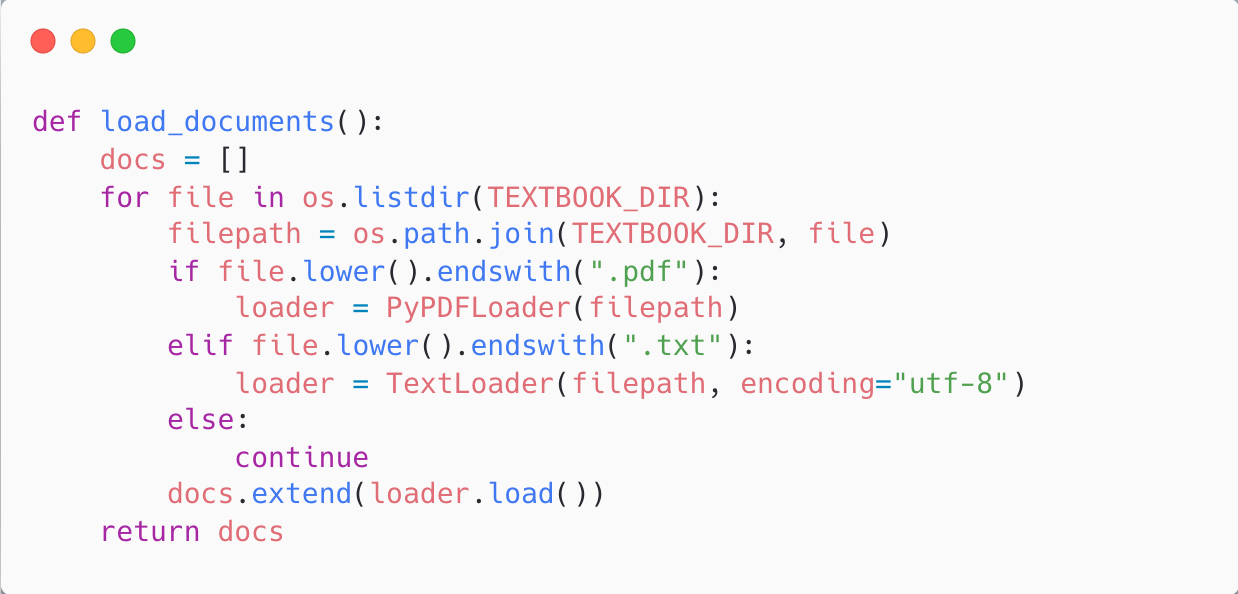 def load_documents():
    docs = []
    for file in os.listdir(TEXTBOOK_DIR):
        filepath = os.path.join(TEXTBOOK_DIR, file)
        if file.lower().endswith(".pdf"):
            loader = PyPDFLoader(filepath)
        elif file.lower().endswith(".txt"):
            loader = TextLoader(filepath, encoding="utf-8")
        else:
            continue
        docs.extend(loader.load())
    return docs